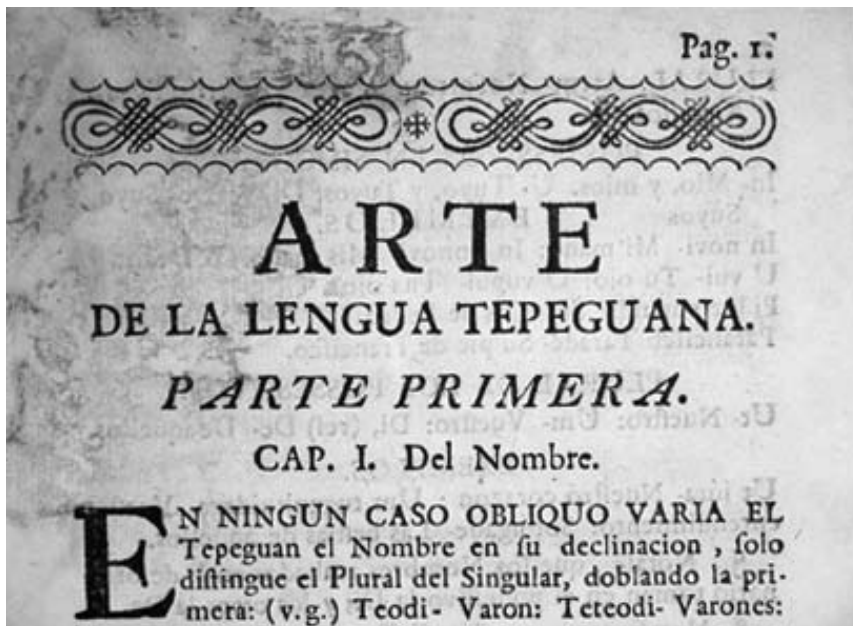 Pag. 1.
ARTE
DE LA LENGUA TEPEGUANA.
PARTE PRIMERA.
CAP. I. Del Nombre.
EN NINGUN CASO OBLIQUO VARIA EL
Tepeguan el Nombre en ſu declinacion , ſolo
diſtingue el Plural del Singular, doblando la pri-
mera: (v.g.) Teodi- Varon: Teteodi- Varones: